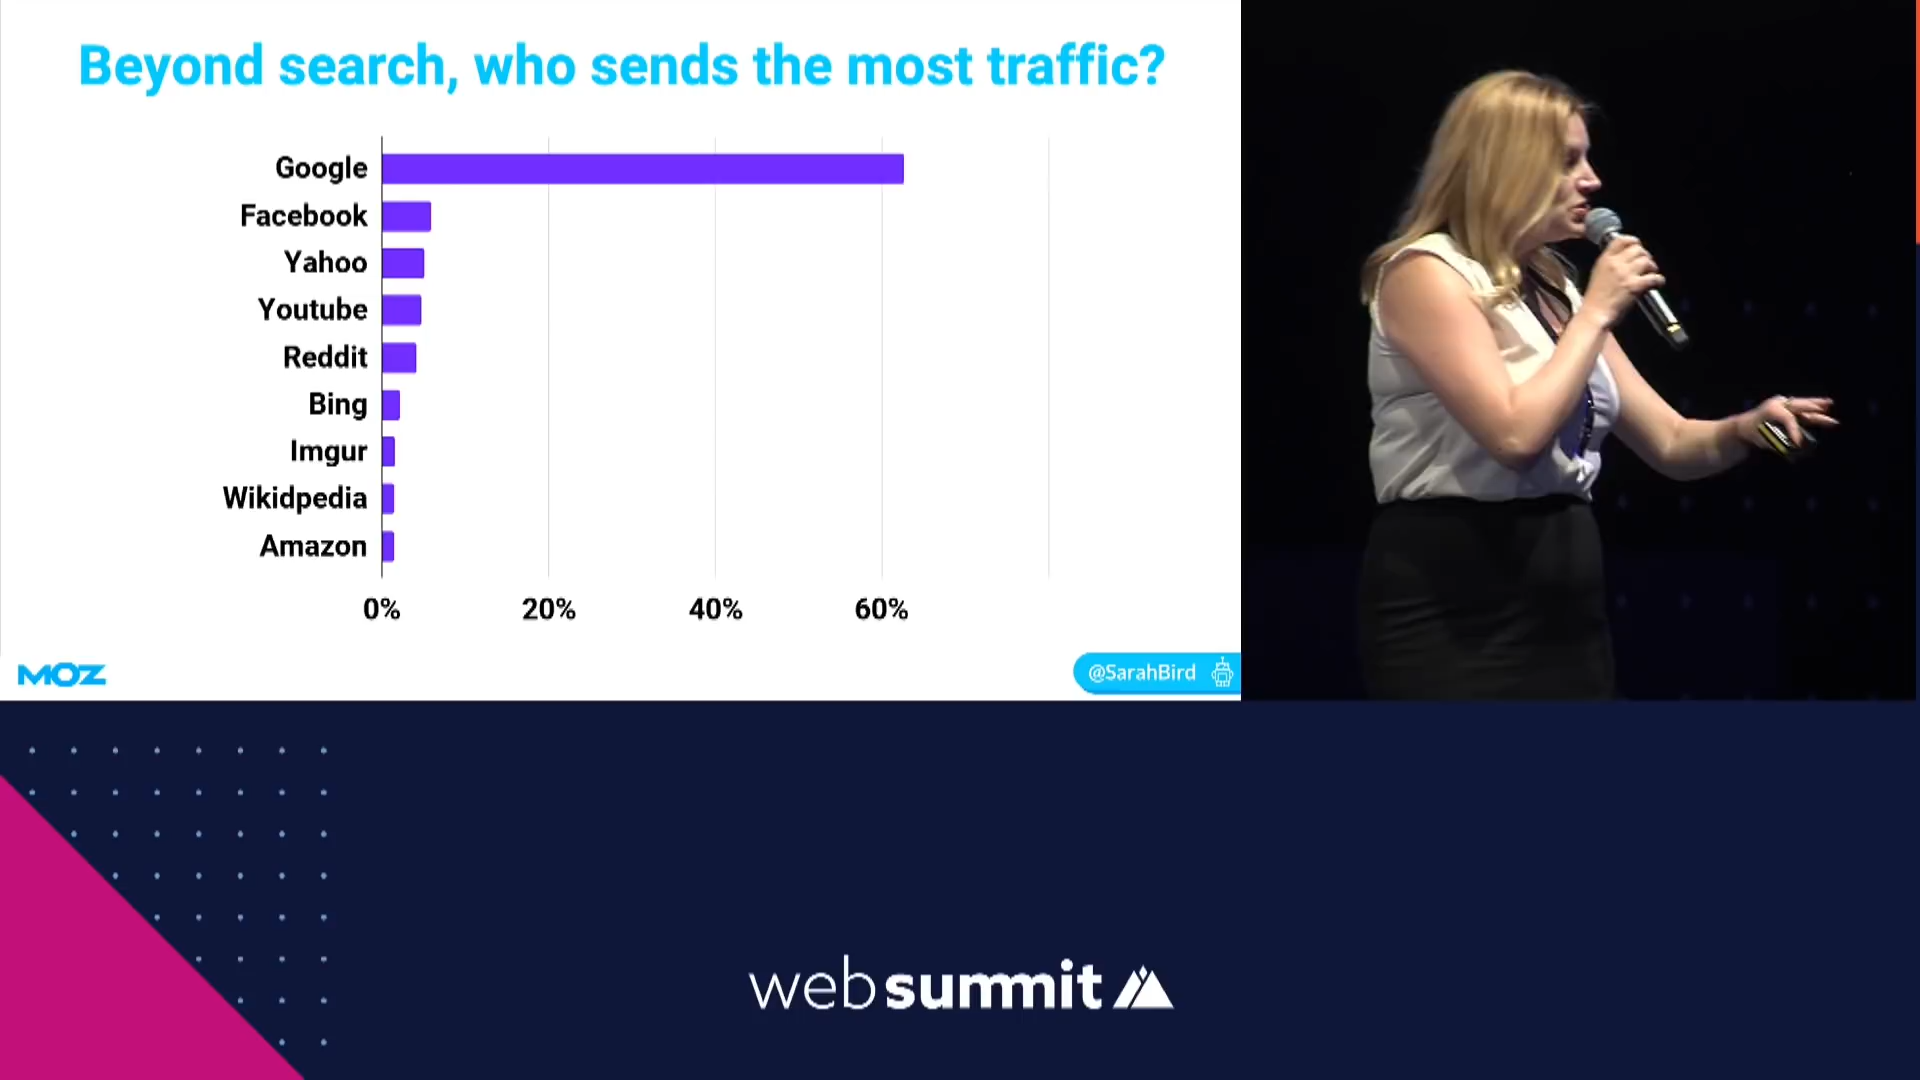 Beyond search, who sends the most traffic?
Google
Facebook
Yahoo
Youtube
Reddit
Bing
Imgur
Wikidpedia
Amazon
0% 20% 40% 60%
MOZ
@SarahBird
websummit